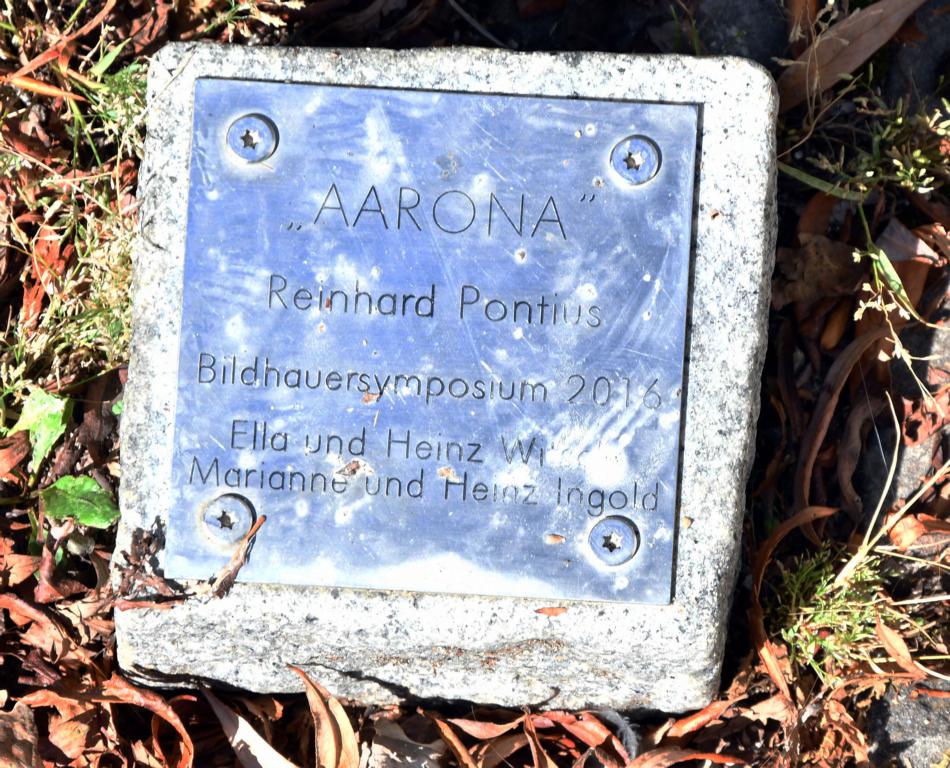 „AARONA”
Reinhard Pontius
Bildhauersymposium 2016
Ella und Heinz
Marianne und Heinz Ingold